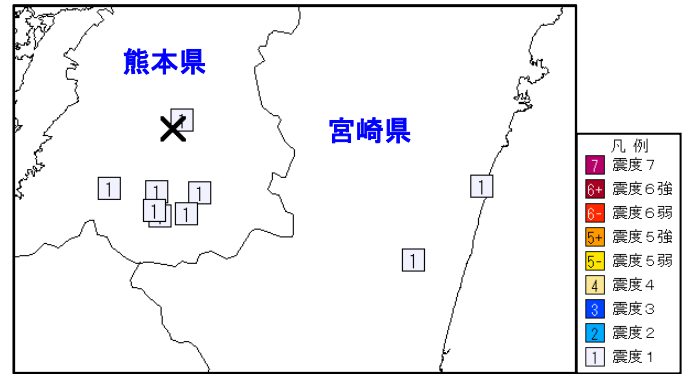 熊本県
宮崎県
1
1
1
1
1
1
1
1
1
凡 例
7 震度７
6+ 震度６強
6- 震度６弱
5+ 震度５強
5- 震度５弱
4 震度４
3 震度３
2 震度２
1 震度１